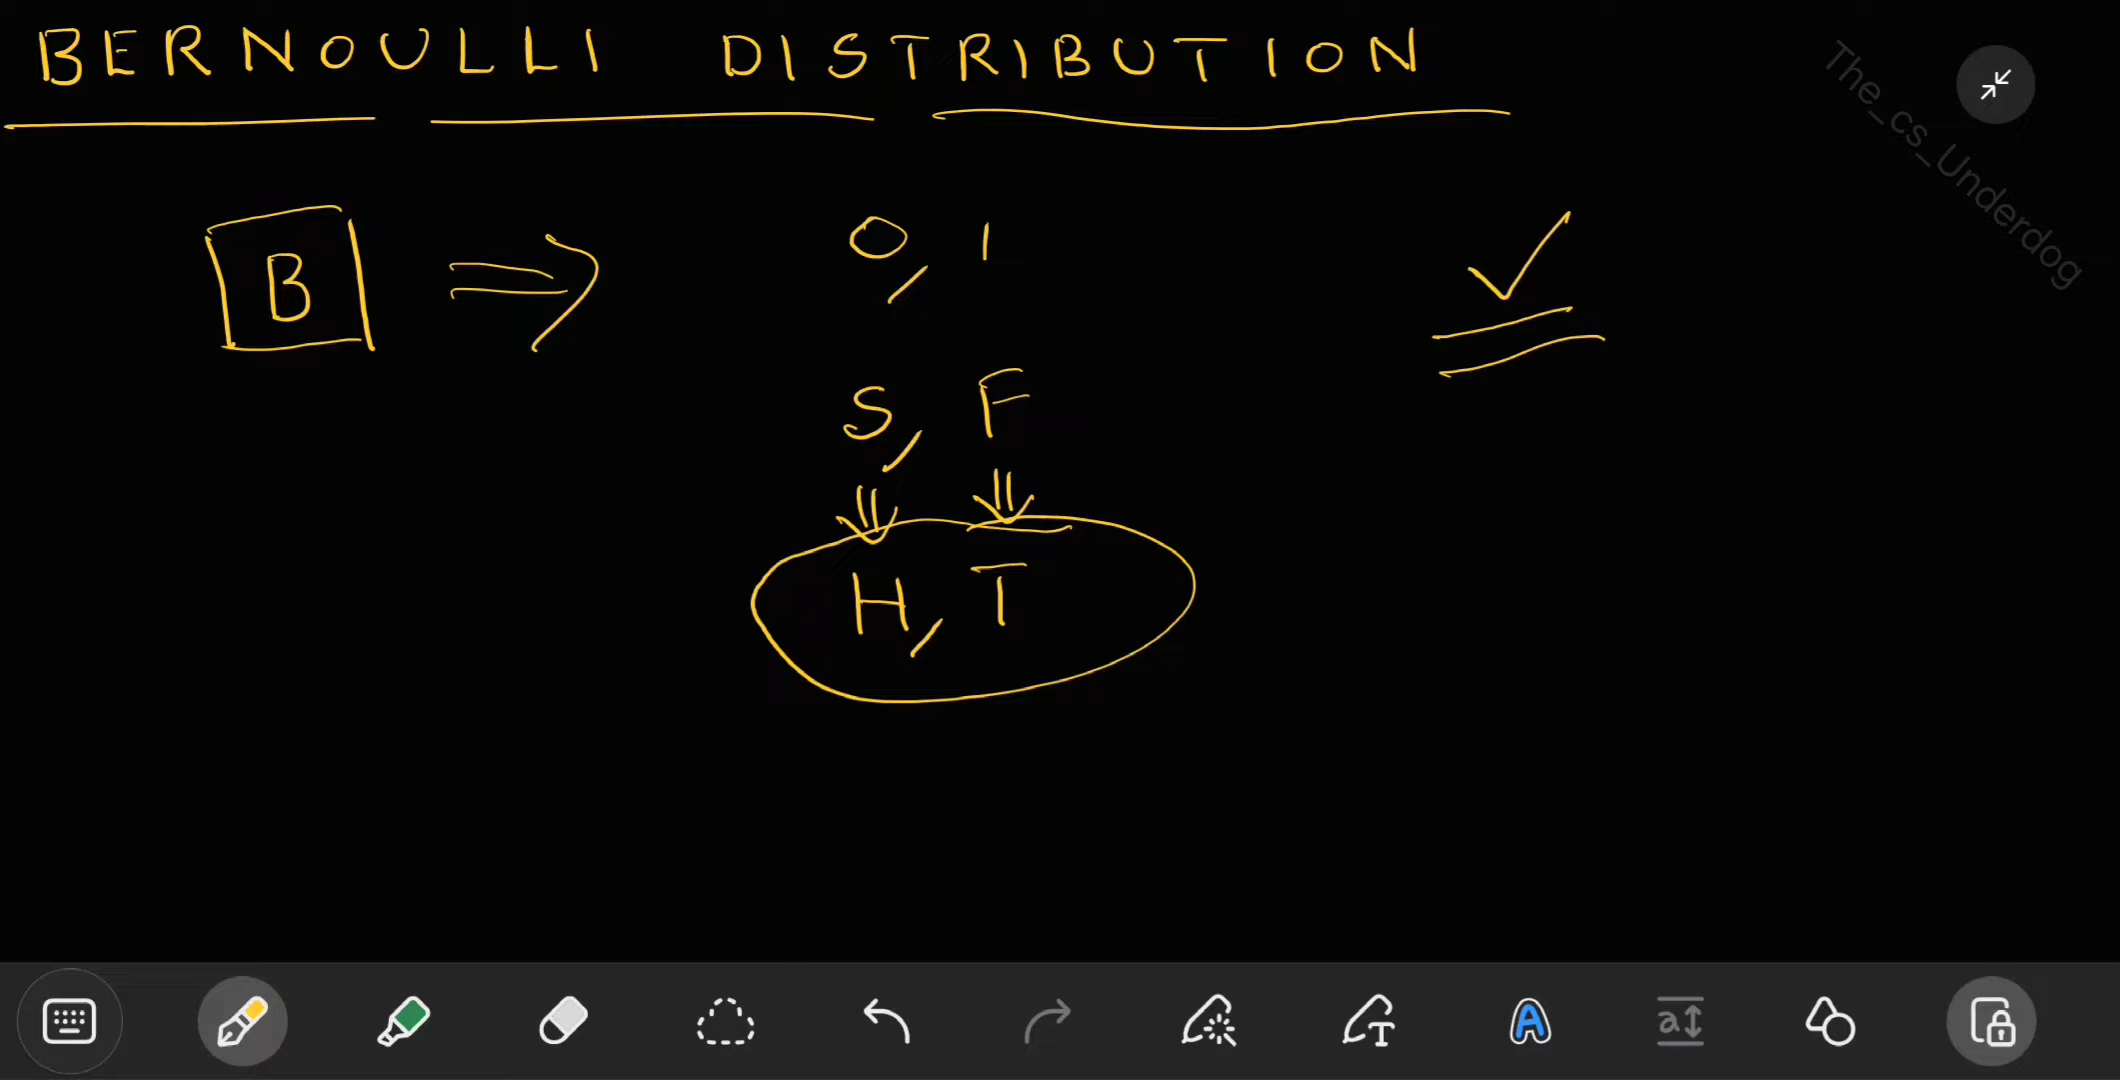 BERNOULLI DISTRIBUTION
B ⇒ 0, 1 ✓
S, F
H, T
The_cs_Underdog